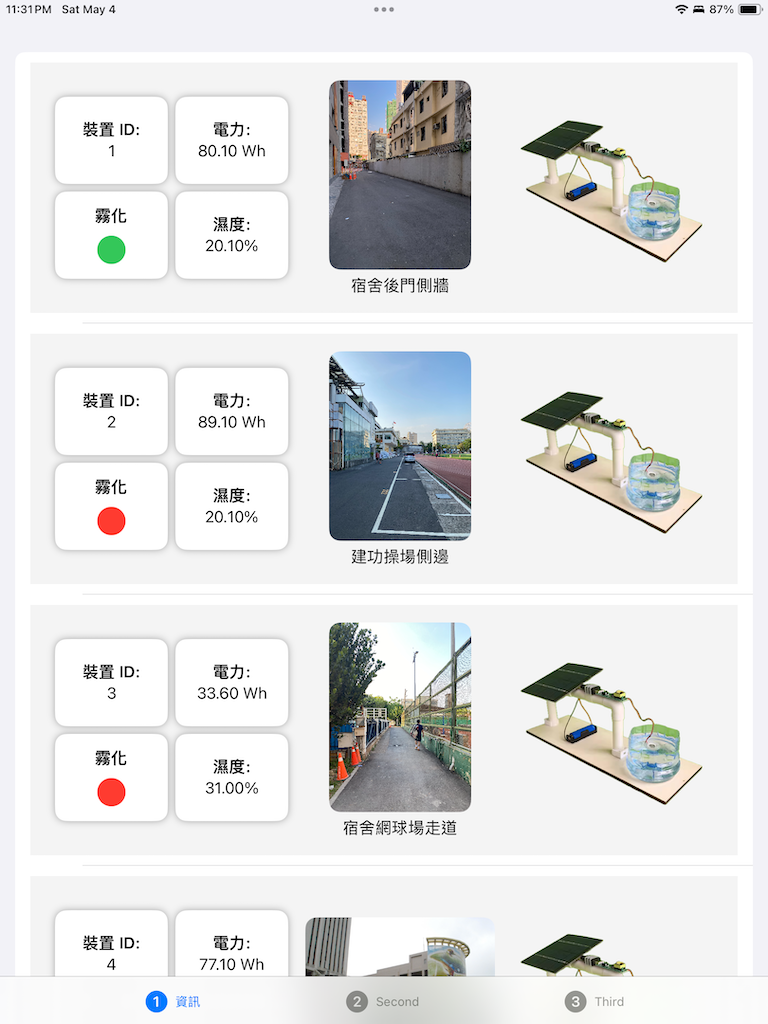 11:31 PM Sat May 4
87%
裝置 ID:
1
電力:
80.10 Wh
霧化
濕度:
20.10%
宿舍後門側牆
裝置 ID:
2
電力:
89.10 Wh
霧化
濕度:
20.10%
建功操場側邊
裝置 ID:
3
電力:
33.60 Wh
霧化
濕度:
31.00%
宿舍網球場走道
裝置 ID:
4
電力:
77.10 Wh
1 資訊
2 Second
3 Third